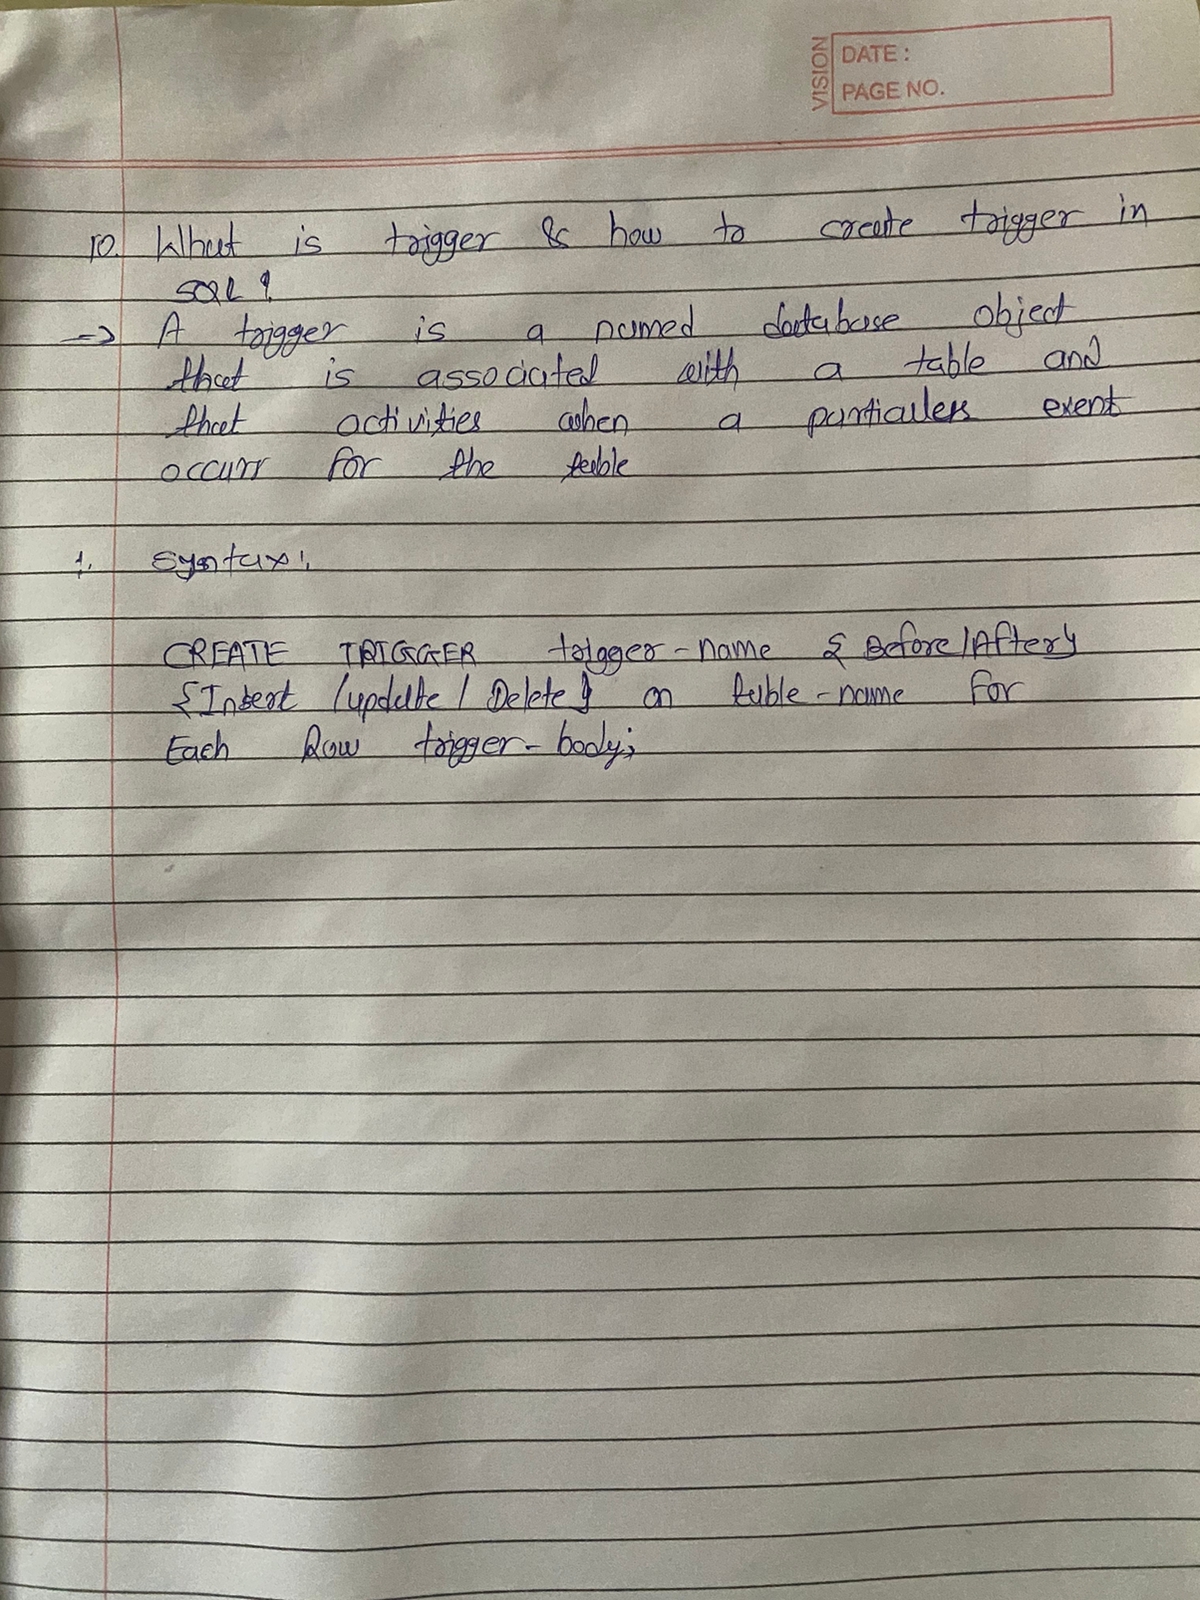 VISION
DATE :
PAGE NO.
10. What is trigger & how to create trigger in
SQL ?
-> A trigger is a named database object
that is associated with a table and
that activities when a particulers event
occurr for the table
1. Syntax:
CREATE TRIGGER trigger-name { Before/After}
{Insert /update / Delete} on table-name For
Each Row trigger-body;